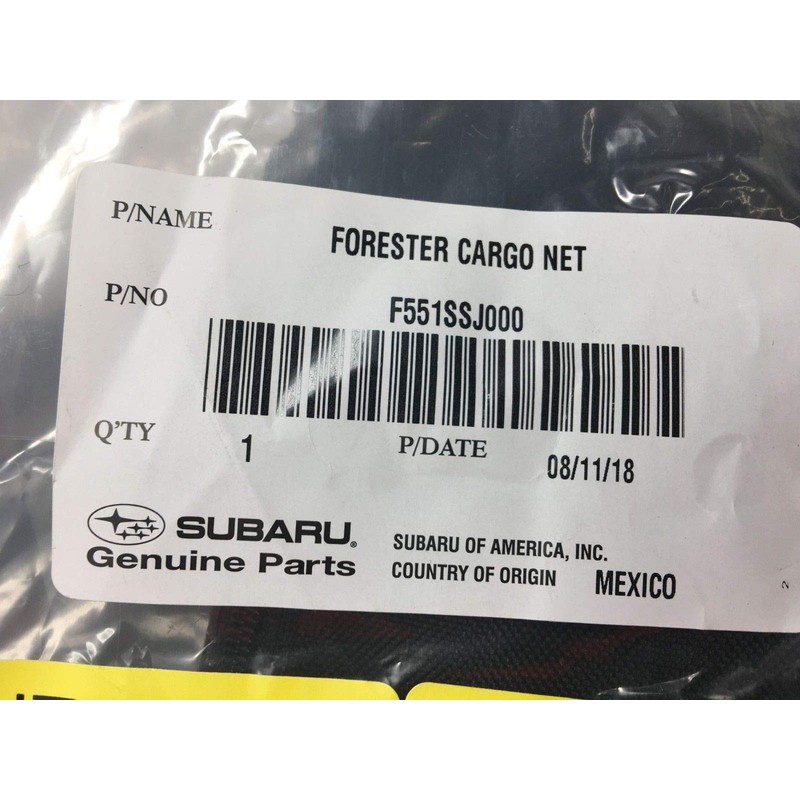 P/NAME FORESTER CARGO NET
P/NO F551SSJ000
Q'TY 1 P/DATE 08/11/18
SUBARU®
Genuine Parts
SUBARU OF AMERICA, INC.
COUNTRY OF ORIGIN MEXICO
2